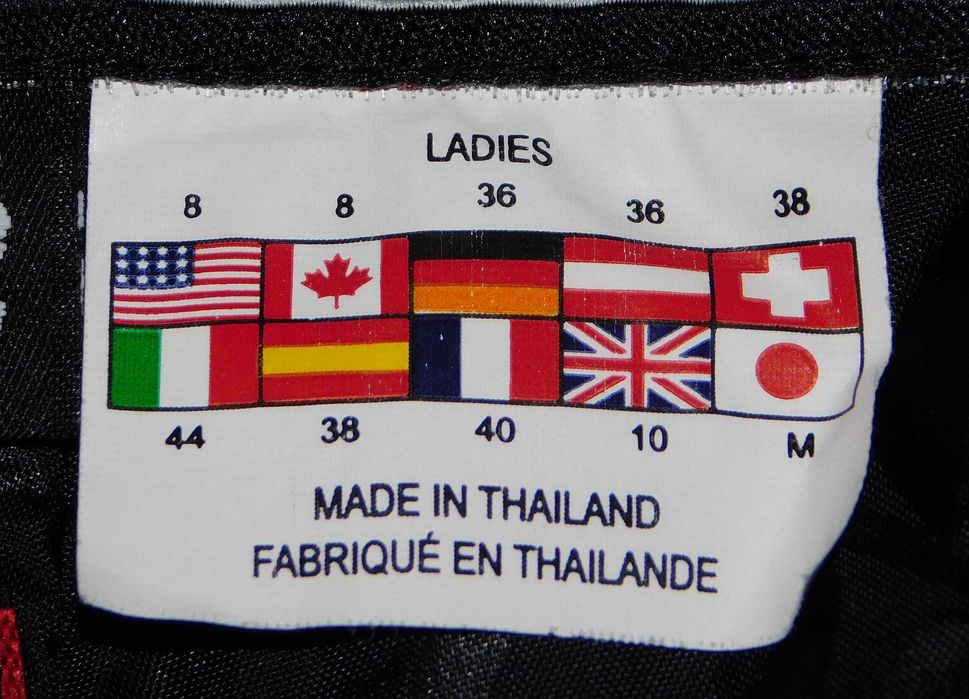 LADIES
8 8 36 36 38
44 38 40 10 M
MADE IN THAILAND
FABRIQUÉ EN THAILANDE